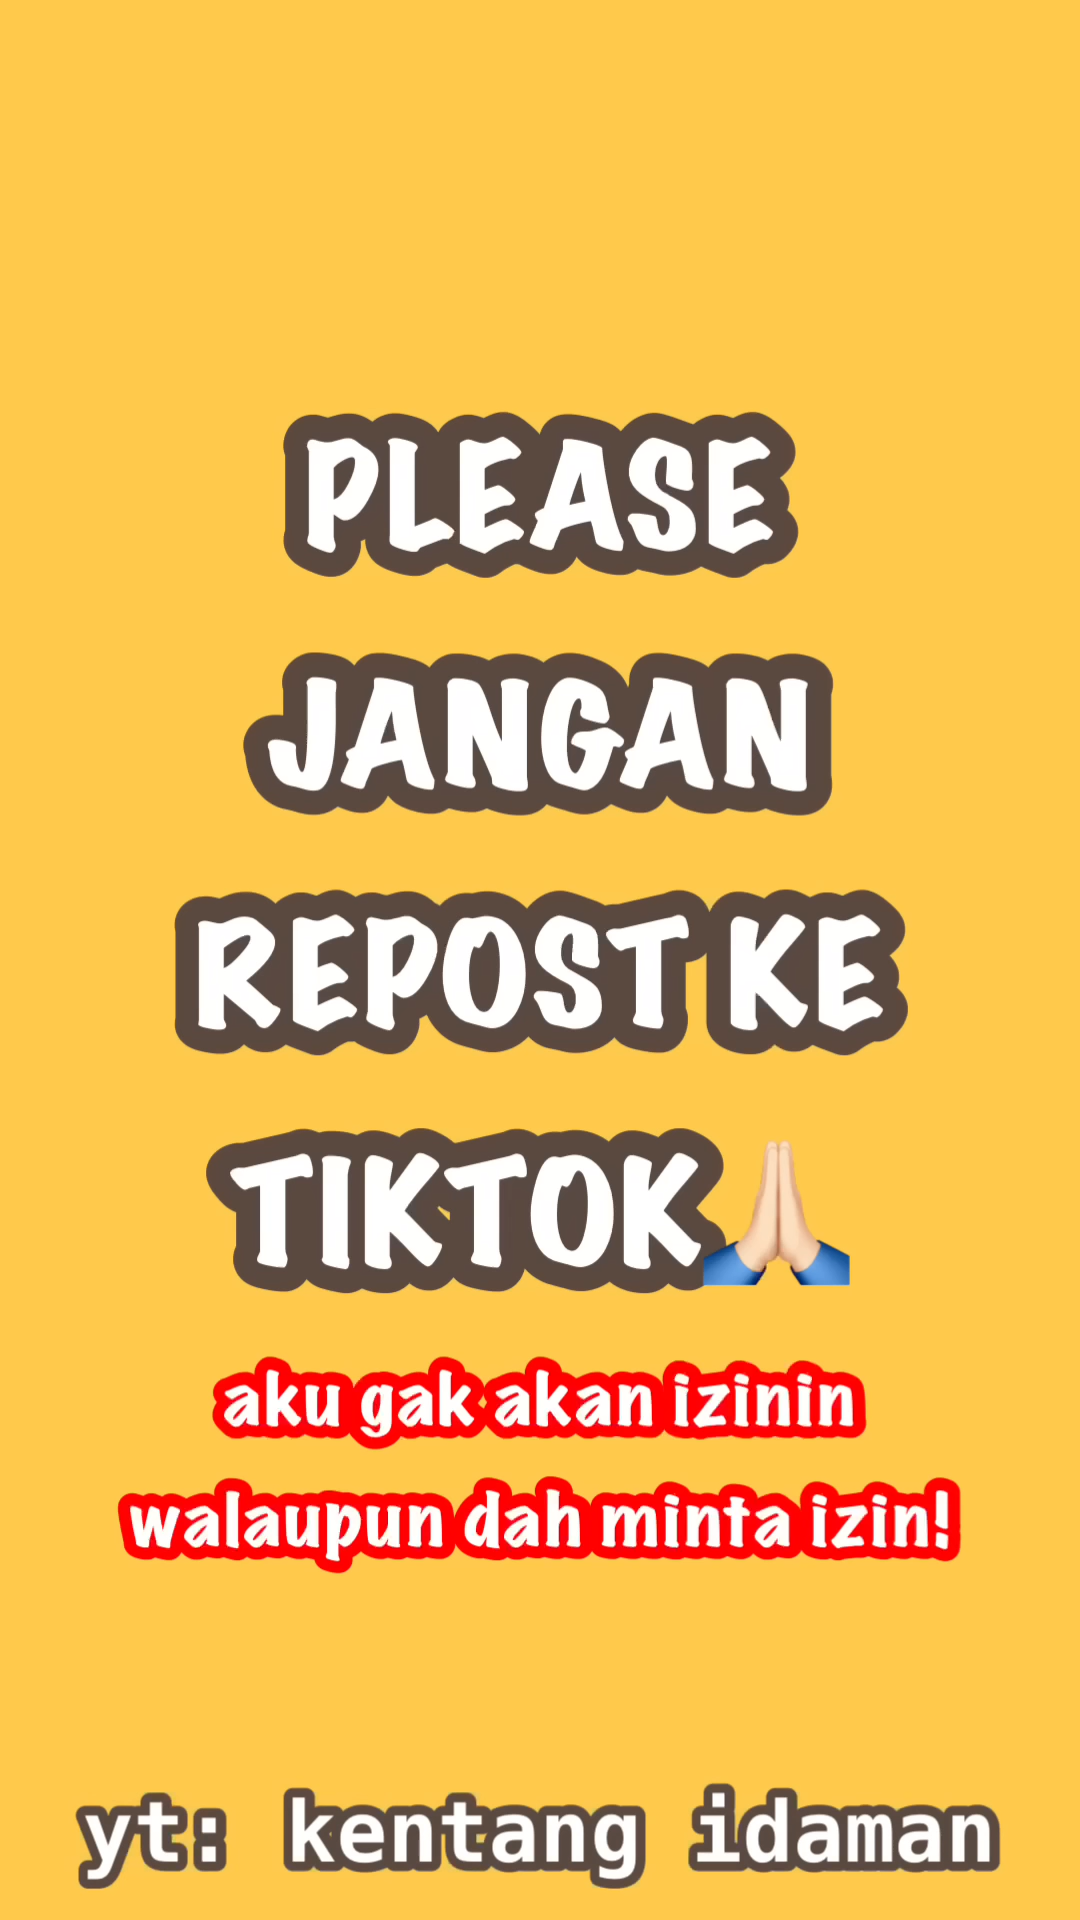 PLEASE
JANGAN
REPOST KE
TIKTOK🙏🏻
aku gak akan izinin
walaupun dah minta izin!
yt: kentang idaman